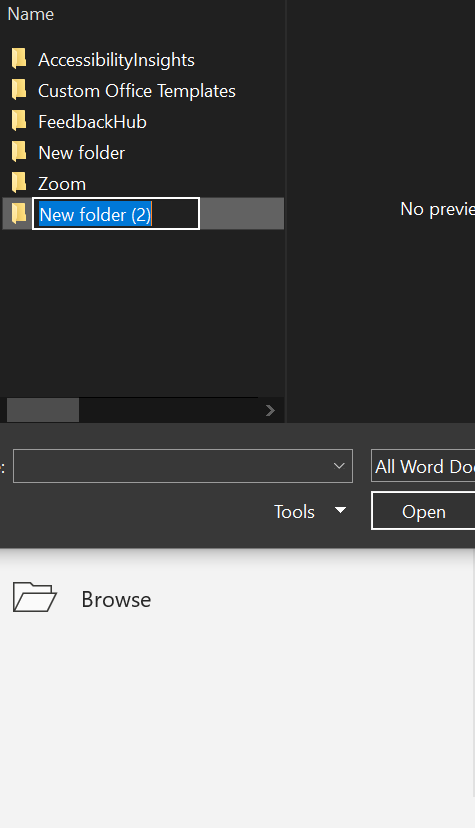 Name
AccessibilityInsights
Custom Office Templates
FeedbackHub
New folder
Zoom
New folder (2)
No previe
:
All Word Doc
Tools
Open
Browse